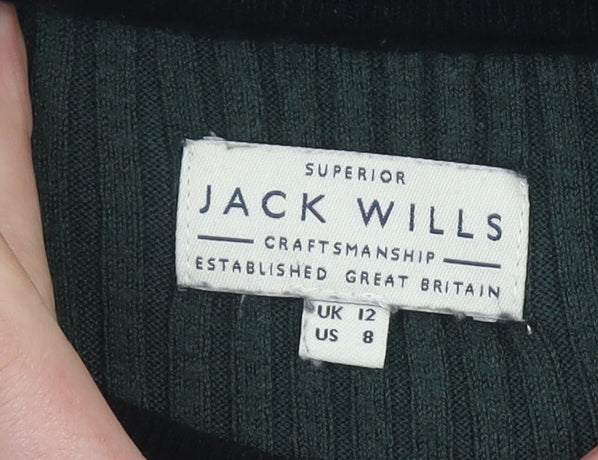 SUPERIOR
JACK WILLS
CRAFTSMANSHIP
ESTABLISHED GREAT BRITAIN
UK 12
US 8